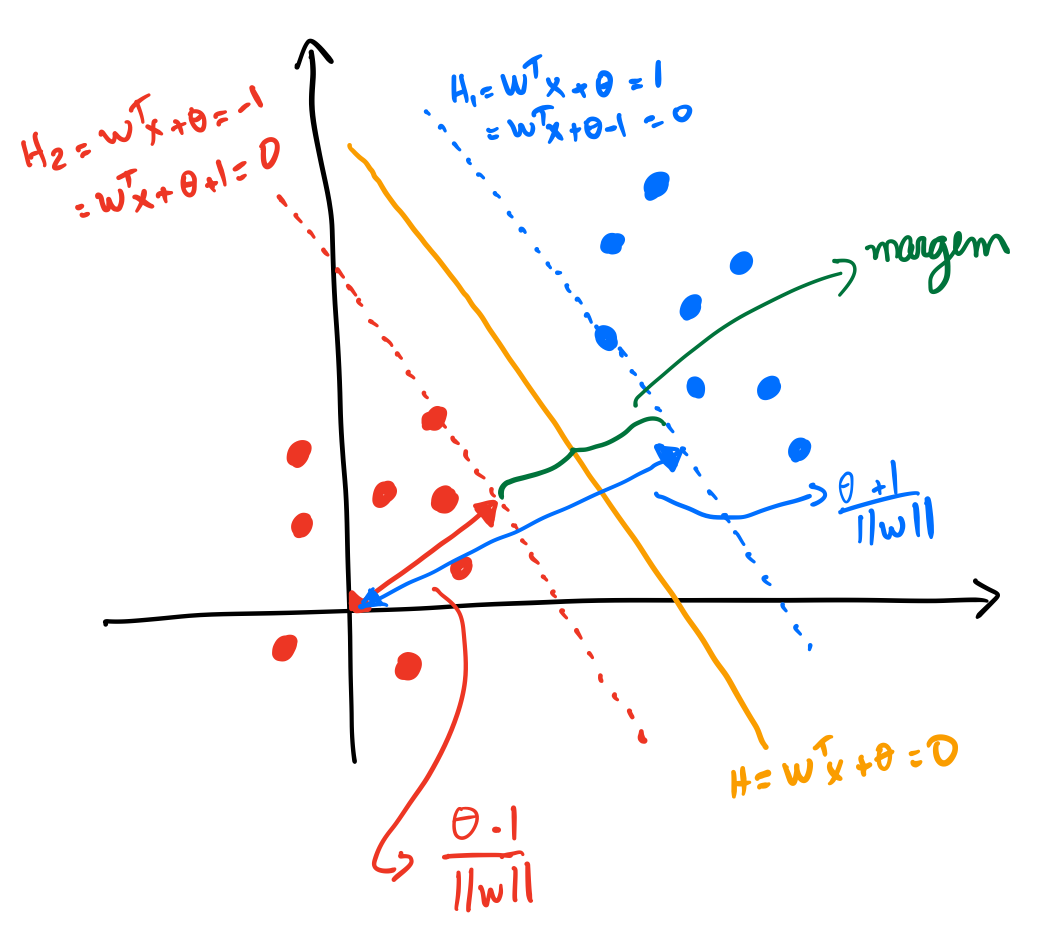 H₁ = wᵀx + θ = 1
= wᵀx + θ - 1 = 0
H₂ = wᵀx + θ = -1
= wᵀx + θ + 1 = 0
margem
θ + 1
||w||
H = wᵀx + θ = 0
θ - 1
||w||